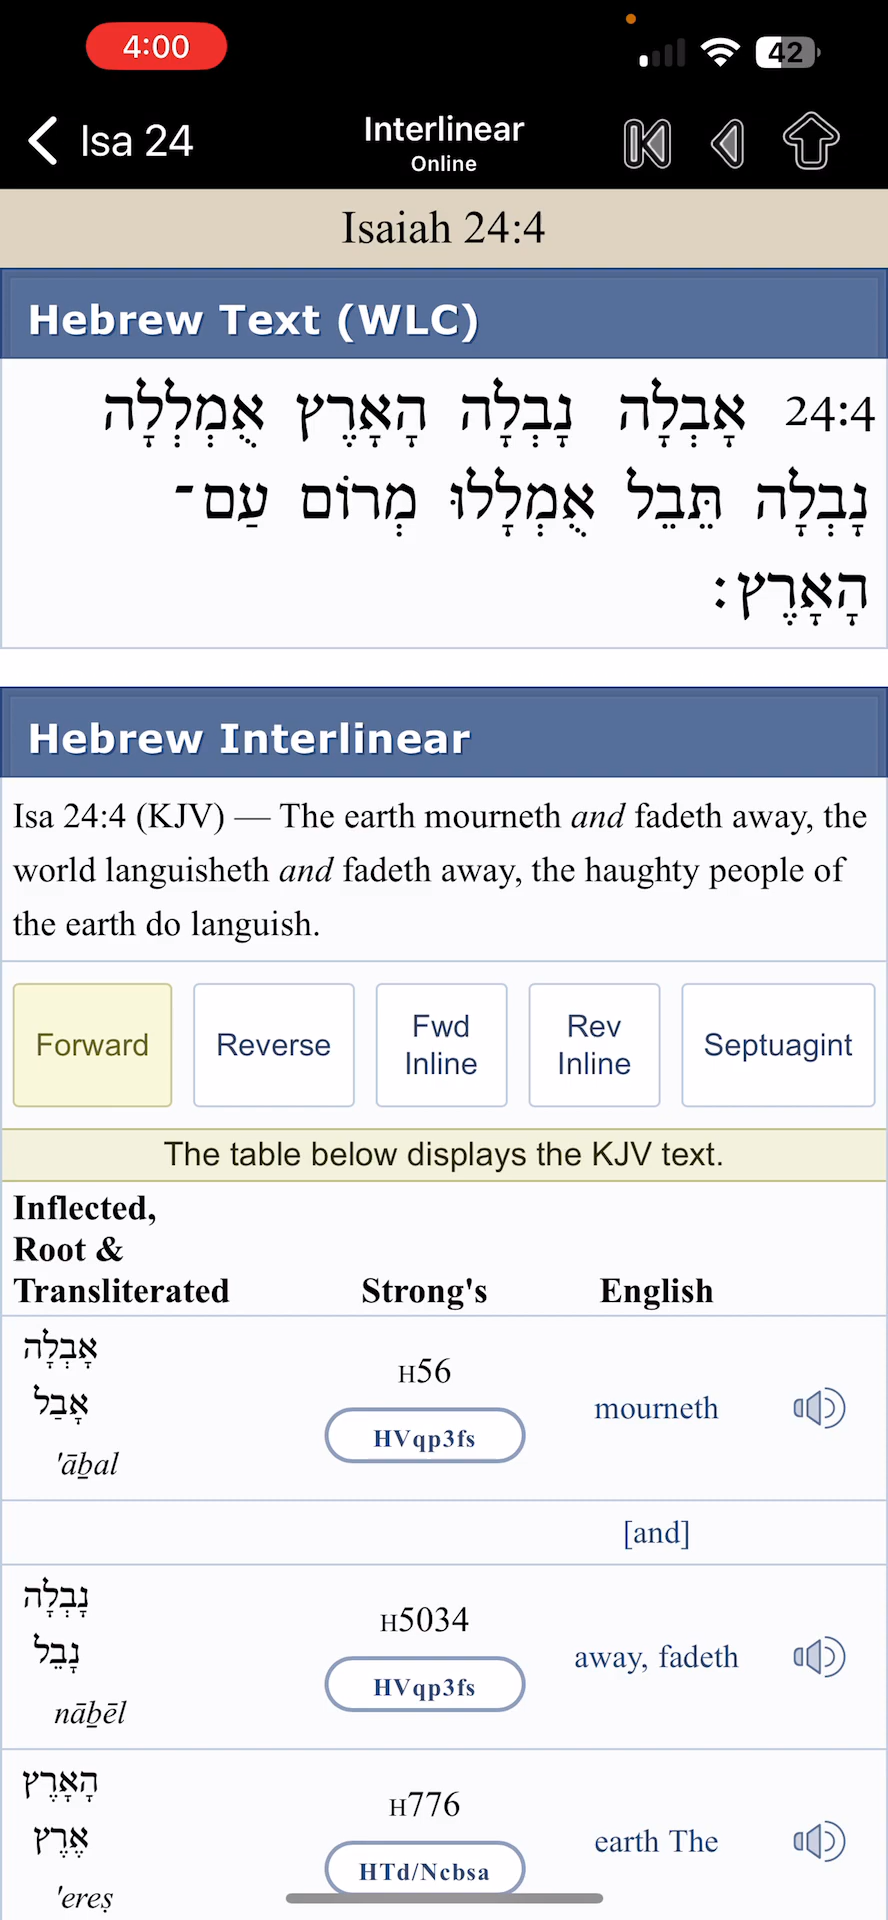 4:00
42
Isa 24
Interlinear
Online
Isaiah 24:4
Hebrew Text (WLC)
24:4 אָבְלָה נָבְלָה הָאָרֶץ אֻמְלְלָה
נָבְלָה תֵּבֵל אֻמְלָלוּ מְרוֹם עַם־
הָאָרֶץ׃
Hebrew Interlinear
Isa 24:4 (KJV) — The earth mourneth and fadeth away, the
world languisheth and fadeth away, the haughty people of
the earth do languish.
Forward
Reverse
Fwd
Inline
Rev
Inline
Septuagint
The table below displays the KJV text.
Inflected,
Root &
Transliterated
Strong's
English
אָבְלָה
אָבַל
'āḇal
H56
HVqp3fs
mourneth
[and]
נָבְלָה
נָבֵל
nāḇēl
H5034
HVqp3fs
away, fadeth
הָאָרֶץ
אֶרֶץ
'ereṣ
H776
HTd/Ncbsa
earth The